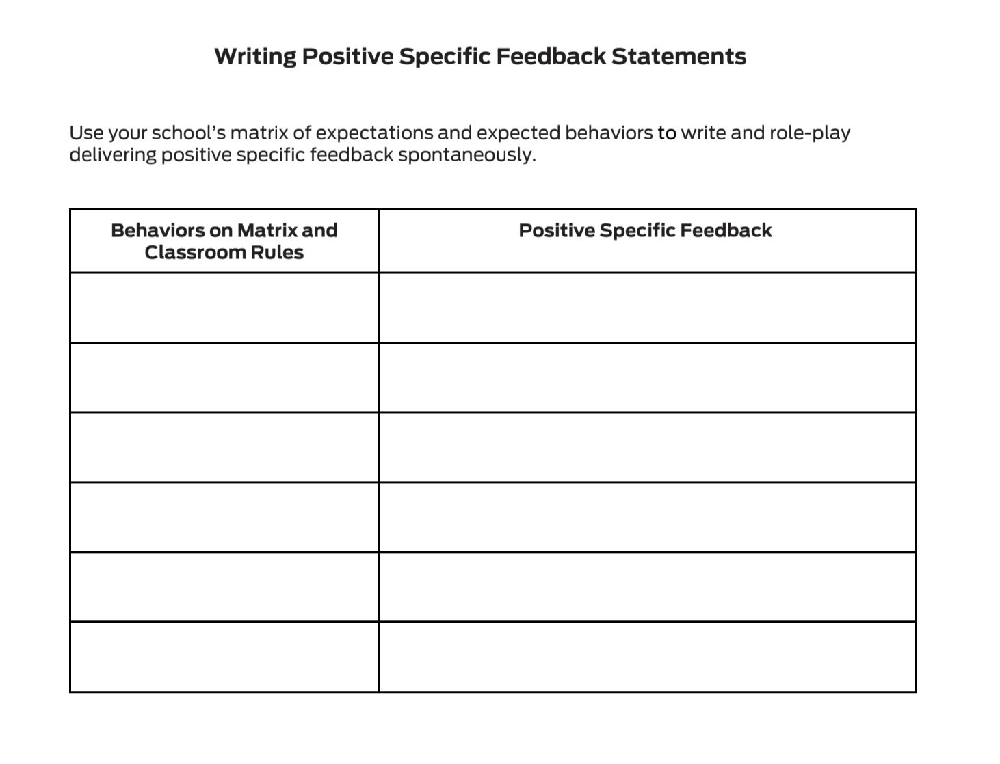 Writing Positive Specific Feedback Statements
Use your school’s matrix of expectations and expected behaviors to write and role-play
delivering positive specific feedback spontaneously.
Behaviors on Matrix and
Classroom Rules
Positive Specific Feedback